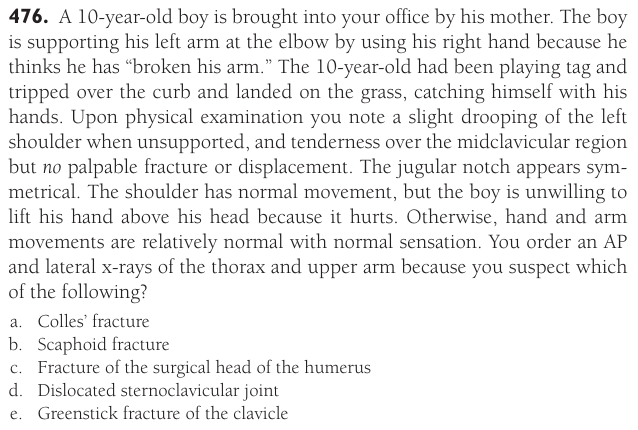 476. A 10-year-old boy is brought into your office by his mother. The boy
is supporting his left arm at the elbow by using his right hand because he
thinks he has “broken his arm.” The 10-year-old had been playing tag and
tripped over the curb and landed on the grass, catching himself with his
hands. Upon physical examination you note a slight drooping of the left
shoulder when unsupported, and tenderness over the midclavicular region
but no palpable fracture or displacement. The jugular notch appears sym-
metrical. The shoulder has normal movement, but the boy is unwilling to
lift his hand above his head because it hurts. Otherwise, hand and arm
movements are relatively normal with normal sensation. You order an AP
and lateral x-rays of the thorax and upper arm because you suspect which
of the following?
a. Colles’ fracture
b. Scaphoid fracture
c. Fracture of the surgical head of the humerus
d. Dislocated sternoclavicular joint
e. Greenstick fracture of the clavicle